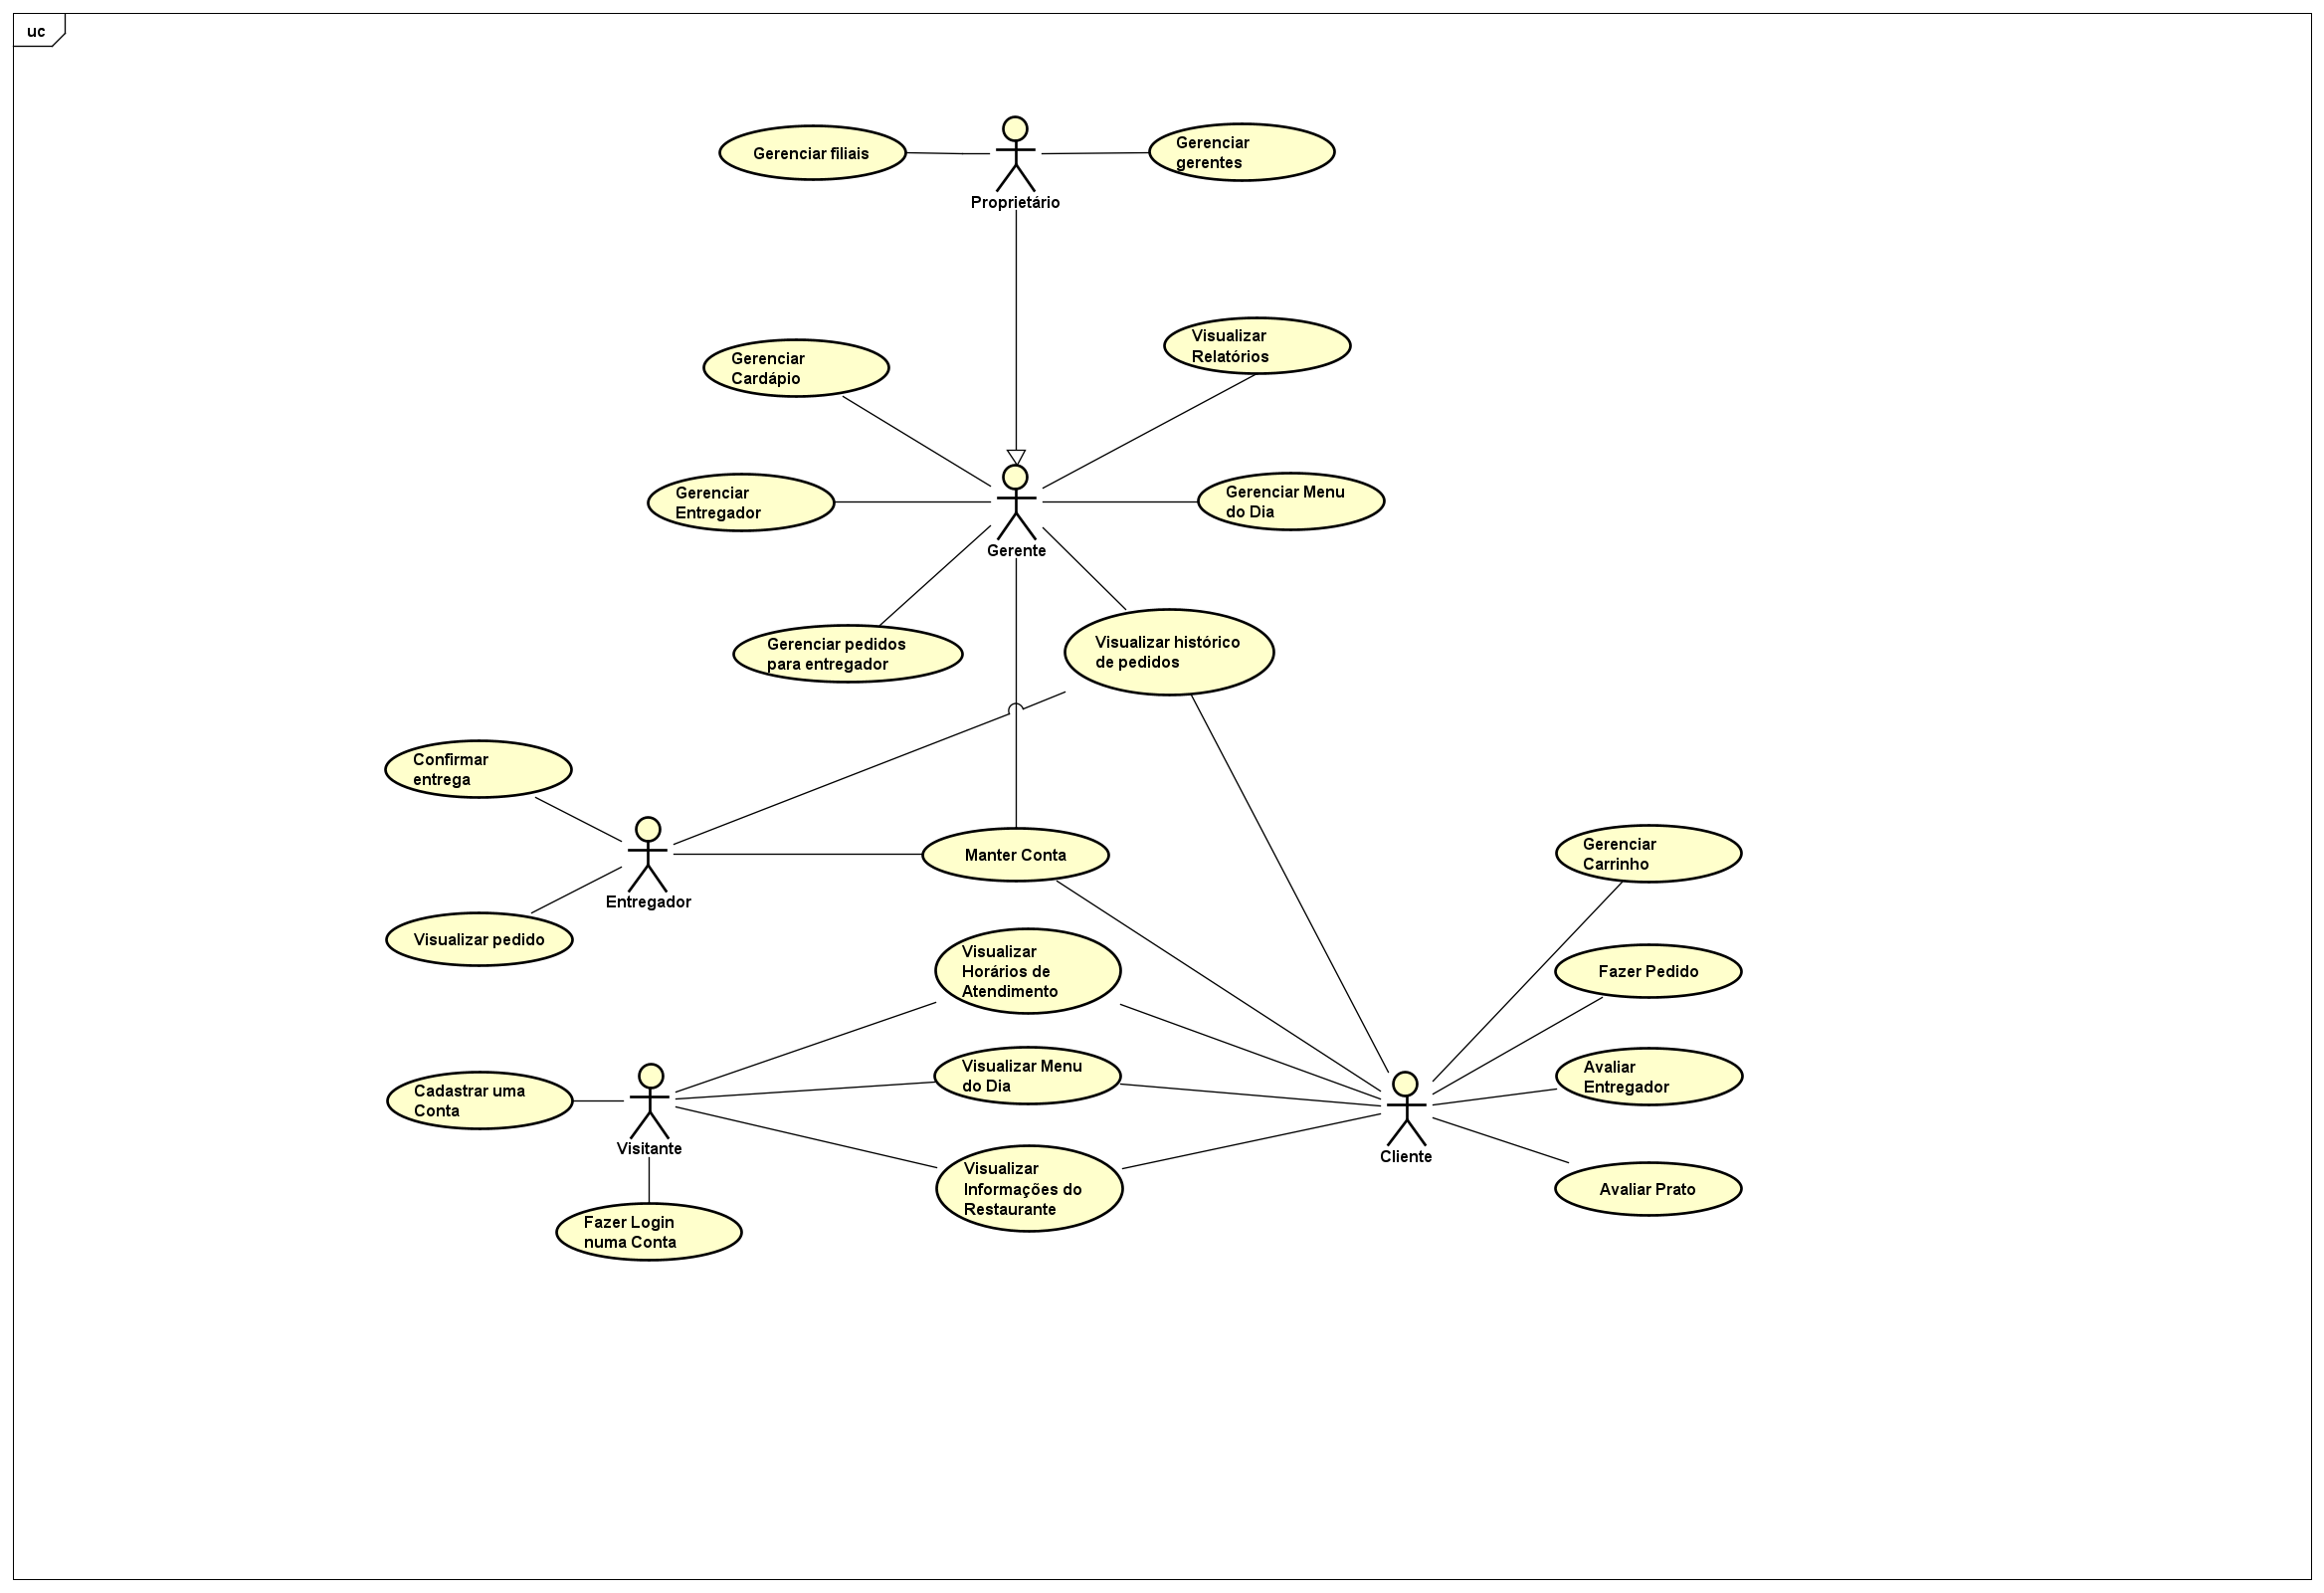 uc
Gerenciar filiais
Proprietário
Gerenciar
gerentes
Gerenciar
Cardápio
Visualizar
Relatórios
Gerenciar
Entregador
Gerente
Gerenciar Menu
do Dia
Gerenciar pedidos
para entregador
Visualizar histórico
de pedidos
Confirmar
entrega
Entregador
Manter Conta
Gerenciar
Carrinho
Visualizar pedido
Visualizar
Horários de
Atendimento
Fazer Pedido
Cadastrar uma
Conta
Visitante
Visualizar Menu
do Dia
Cliente
Avaliar
Entregador
Fazer Login
numa Conta
Visualizar
Informações do
Restaurante
Avaliar Prato